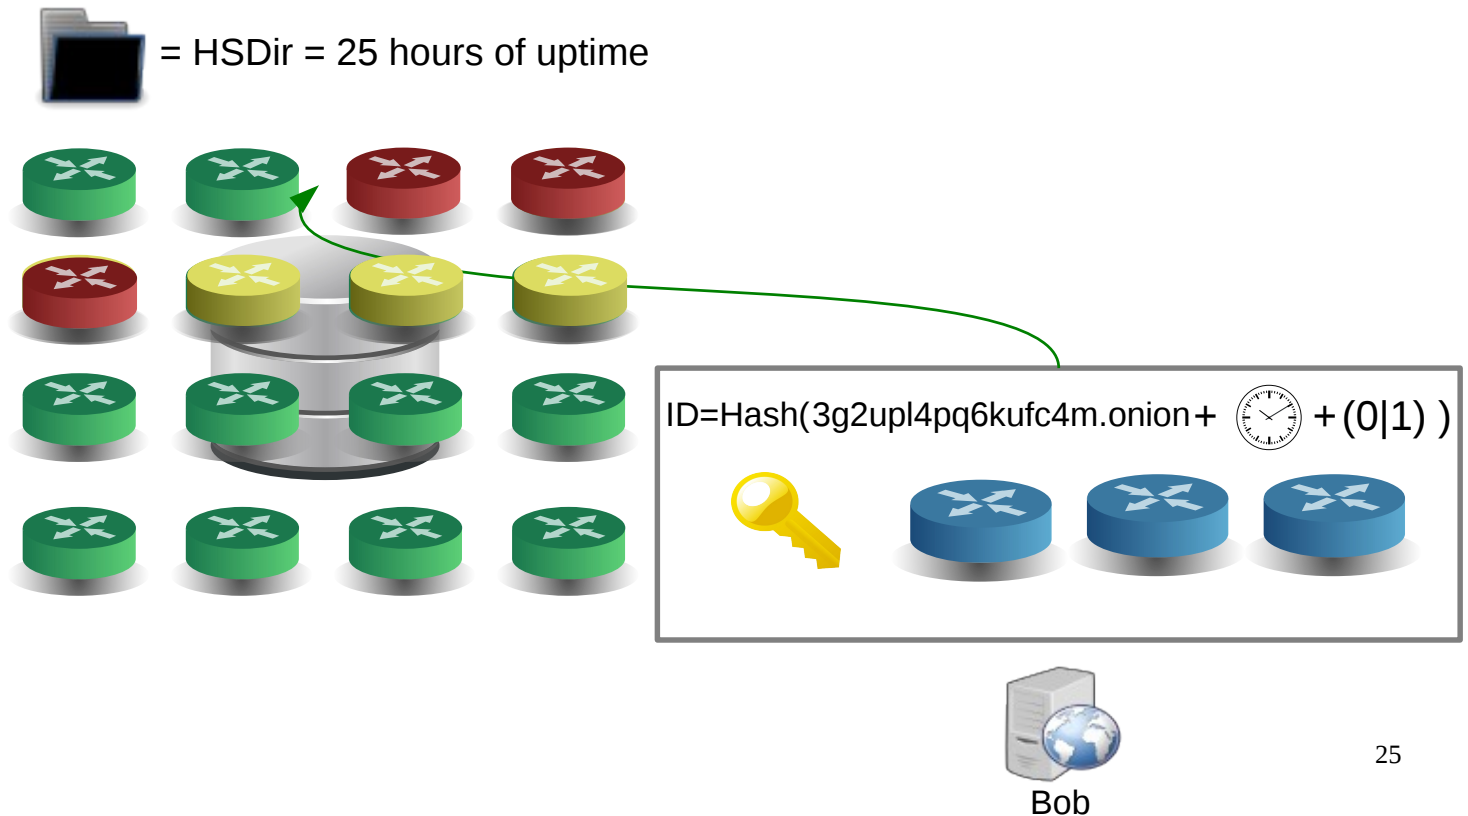 = HSDir = 25 hours of uptime
ID=Hash(3g2upl4pq6kufc4m.onion+ +(0|1) )
Bob
25